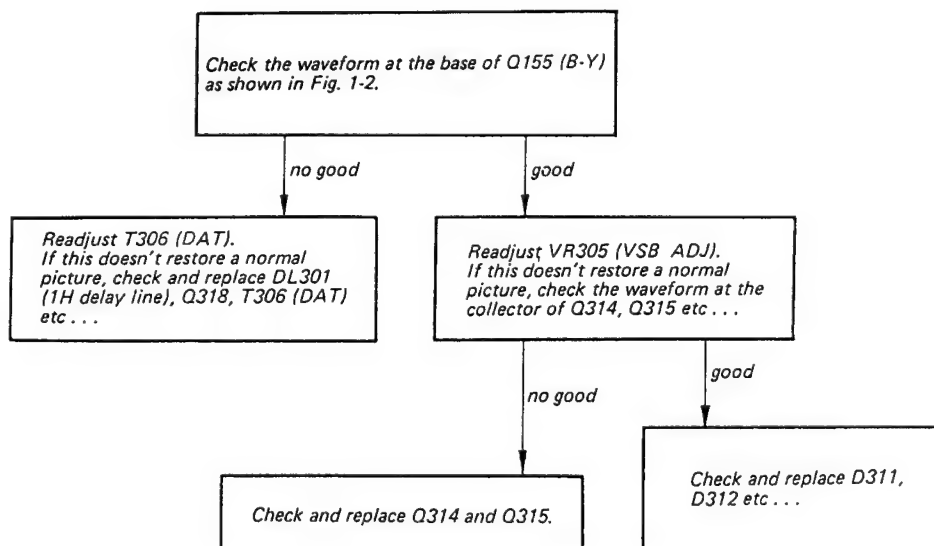 Check the waveform at the base of Q155 (B-Y)
as shown in Fig. 1-2.
no good
good
Readjust T306 (DAT).
If this doesn't restore a normal
picture, check and replace DL301
(1H delay line), Q318, T306 (DAT)
etc . . .
Readjust VR305 (VSB ADJ).
If this doesn't restore a normal
picture, check the waveform at the
collector of Q314, Q315 etc . . .
no good
good
Check and replace Q314 and Q315.
Check and replace D311,
D312 etc . . .